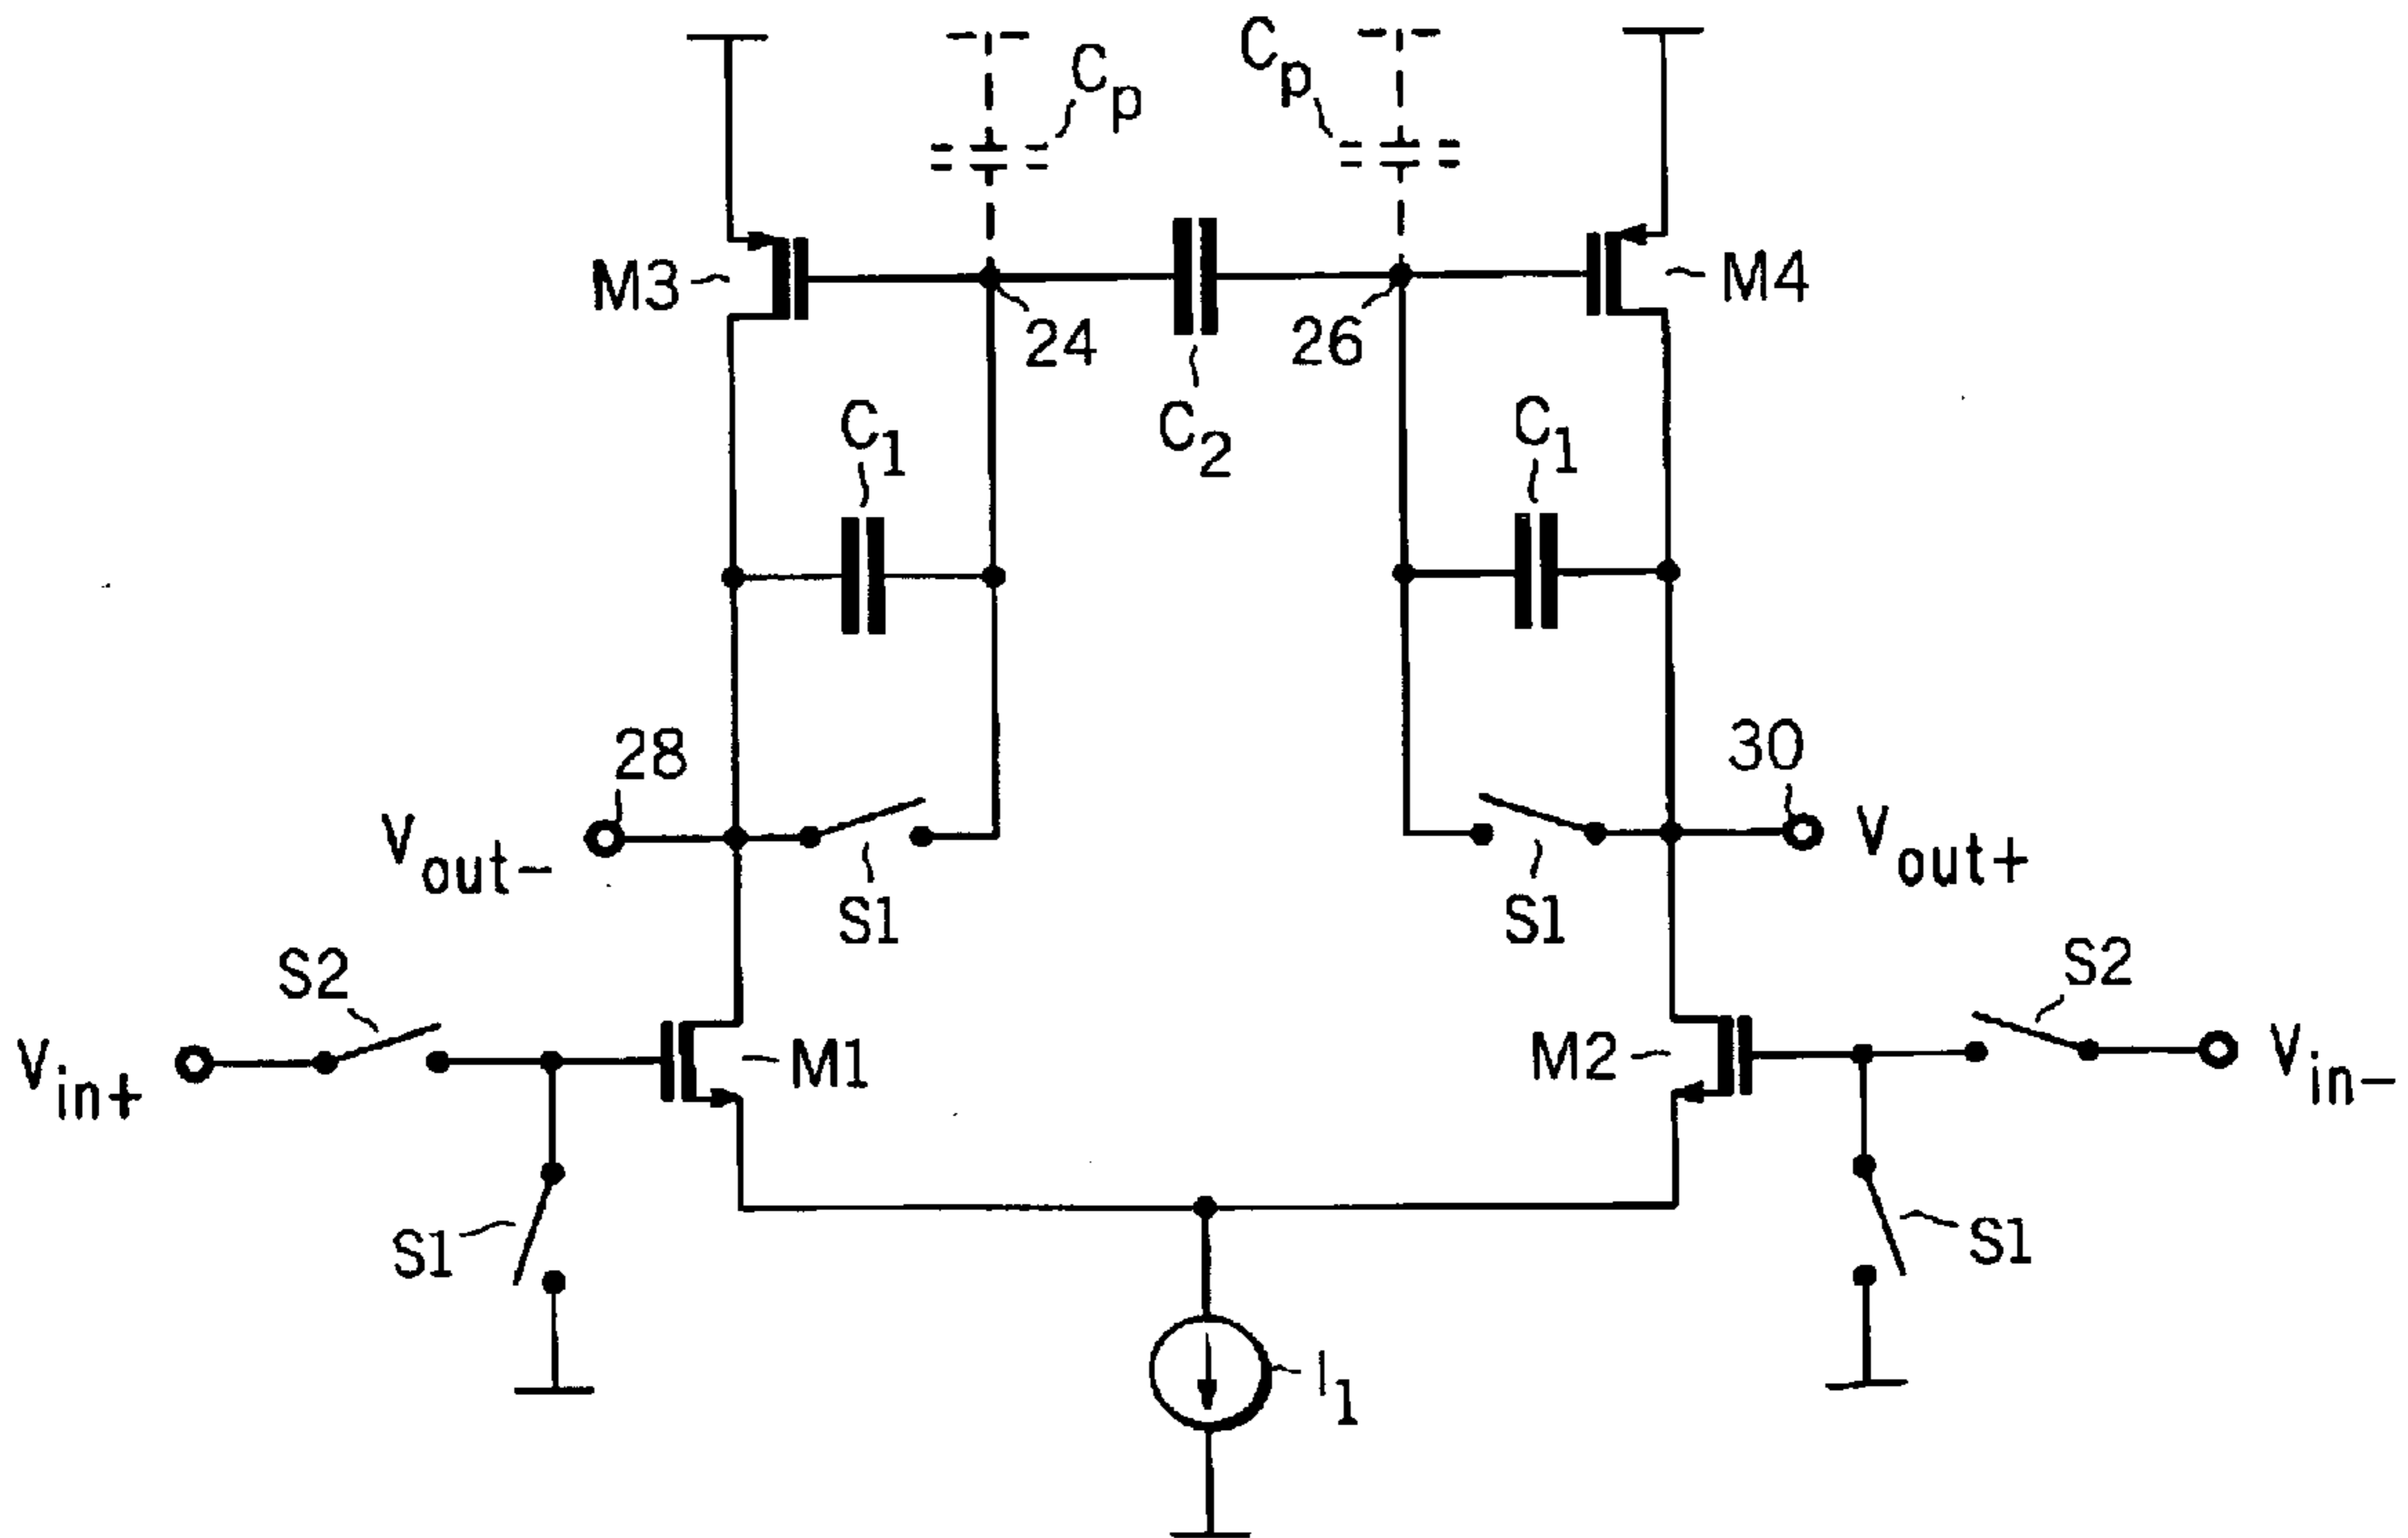 Cp
Cp
M3
24
26
M4
C1
C2
C1
28
30
Vout-
Vout+
S1
S1
S2
S2
Vin+
M1
M2
Vin-
S1
S1
I1